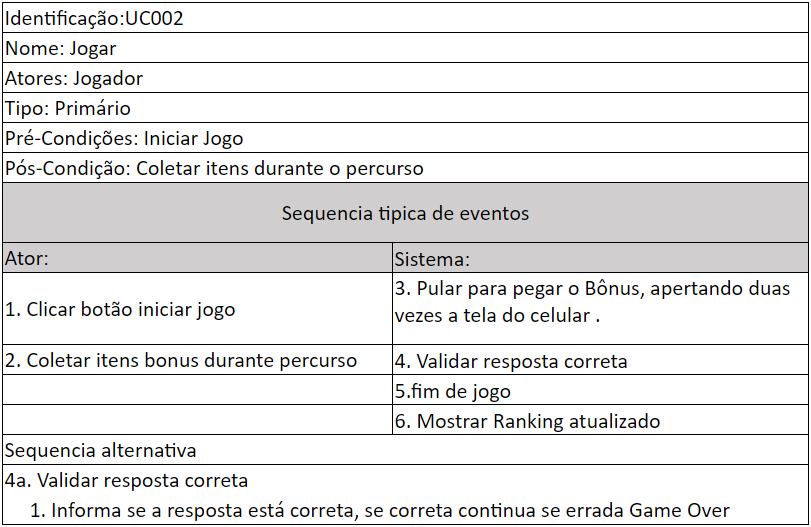 Identificação:UC002
Nome: Jogar
Atores: Jogador
Tipo: Primário
Pré-Condições: Iniciar Jogo
Pós-Condição: Coletar itens durante o percurso
Sequencia tipica de eventos
Ator:
Sistema:
1. Clicar botão iniciar jogo
3. Pular para pegar o Bônus, apertando duas
vezes a tela do celular .
2. Coletar itens bonus durante percurso
4. Validar resposta correta
5.fim de jogo
6. Mostrar Ranking atualizado
Sequencia alternativa
4a. Validar resposta correta
1. Informa se a resposta está correta, se correta continua se errada Game Over